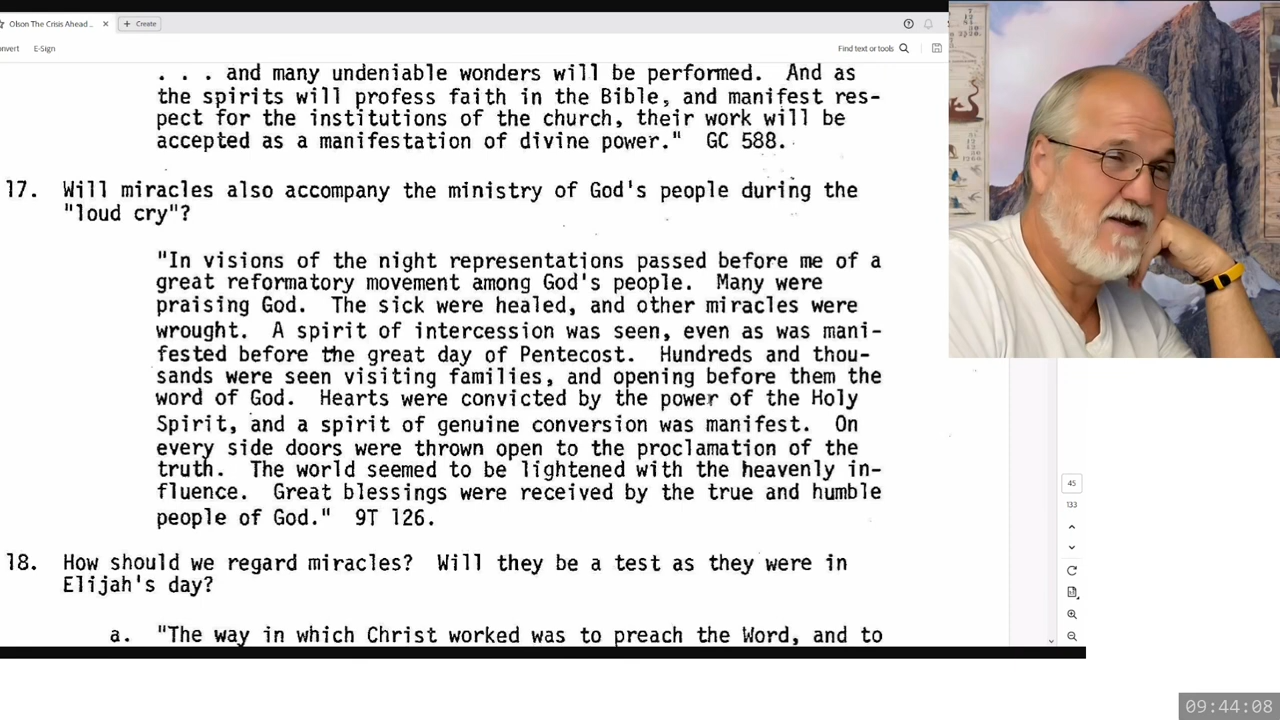 Olson The Crisis Ahead ..
Create
nvert
E-Sign
Find text or tools
. . . and many undeniable wonders will be performed. And as
the spirits will profess faith in the Bible, and manifest res-
pect for the institutions of the church, their work will be
accepted as a manifestation of divine power." GC 588.
17. Will miracles also accompany the ministry of God's people during the
"loud cry"?
"In visions of the night representations passed before me of a
great reformatory movement among God's people. Many were
praising God. The sick were healed, and other miracles were
wrought. A spirit of intercession was seen, even as was mani-
fested before the great day of Pentecost. Hundreds and thou-
sands were seen visiting families, and opening before them the
word of God. Hearts were convicted by the power of the Holy
Spirit, and a spirit of genuine conversion was manifest. On
every side doors were thrown open to the proclamation of the
truth. The world seemed to be lightened with the heavenly in-
fluence. Great blessings were received by the true and humble
people of God." 9T 126.
18. How should we regard miracles? Will they be a test as they were in
Elijah's day?
a. "The way in which Christ worked was to preach the Word, and to
45
133
09:44:08